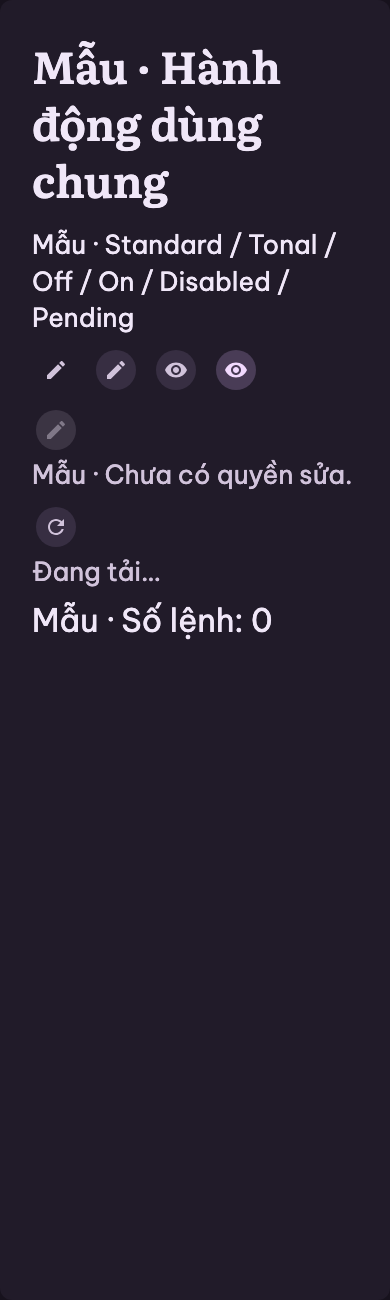 Mẫu · Hành
động dùng
chung
Mẫu · Standard / Tonal /
Off / On / Disabled /
Pending
Mẫu · Chưa có quyền sửa.
Đang tải...
Mẫu · Số lệnh: 0